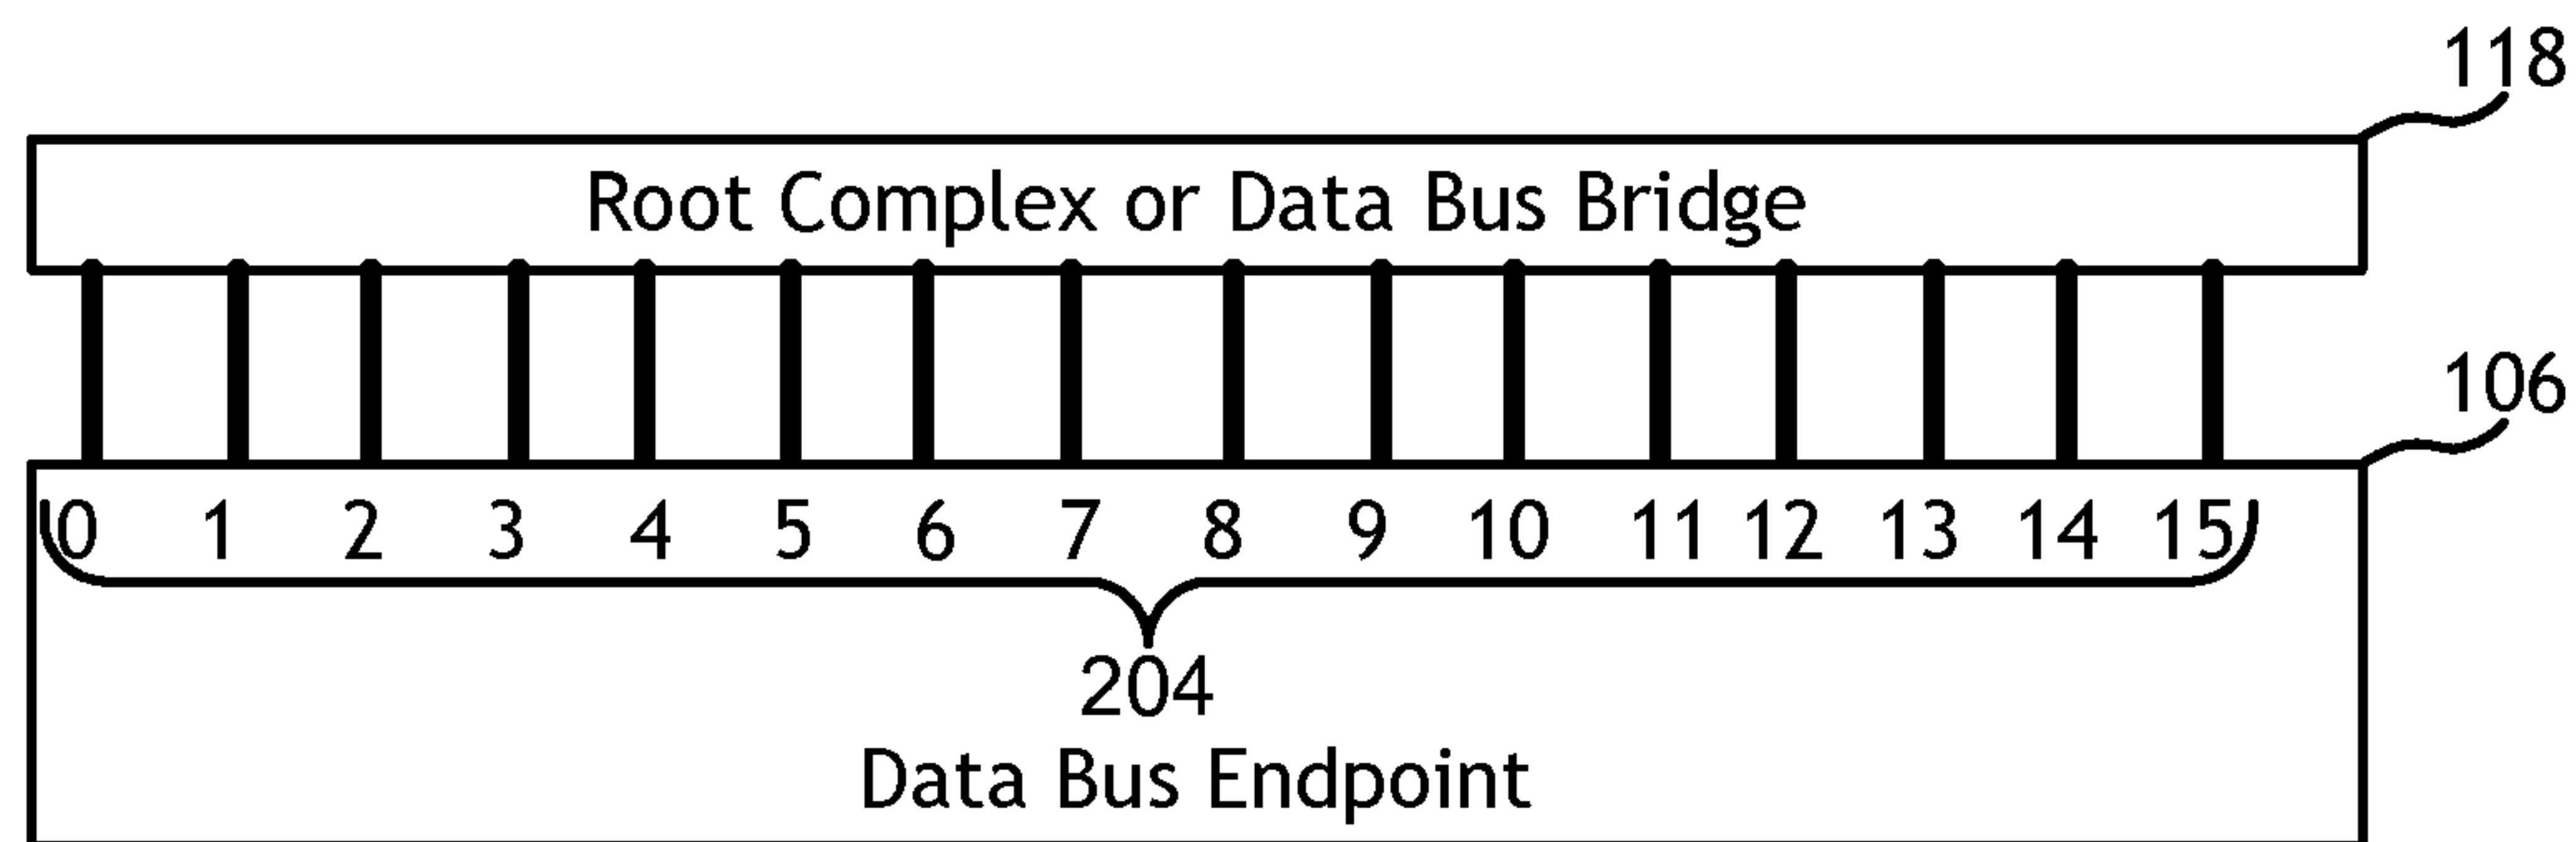 118
Root Complex or Data Bus Bridge
106
0 1 2 3 4 5 6 7 8 9 10 11 12 13 14 15
204
Data Bus Endpoint